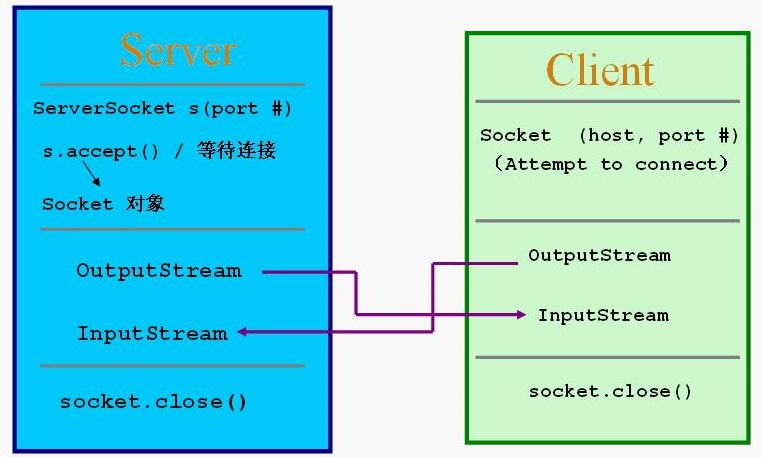 Server
ServerSocket s(port #)
s.accept() / 等待连接
Socket 对象
OutputStream
InputStream
socket.close()
Client
Socket (host, port #)
(Attempt to connect)
OutputStream
InputStream
socket.close()